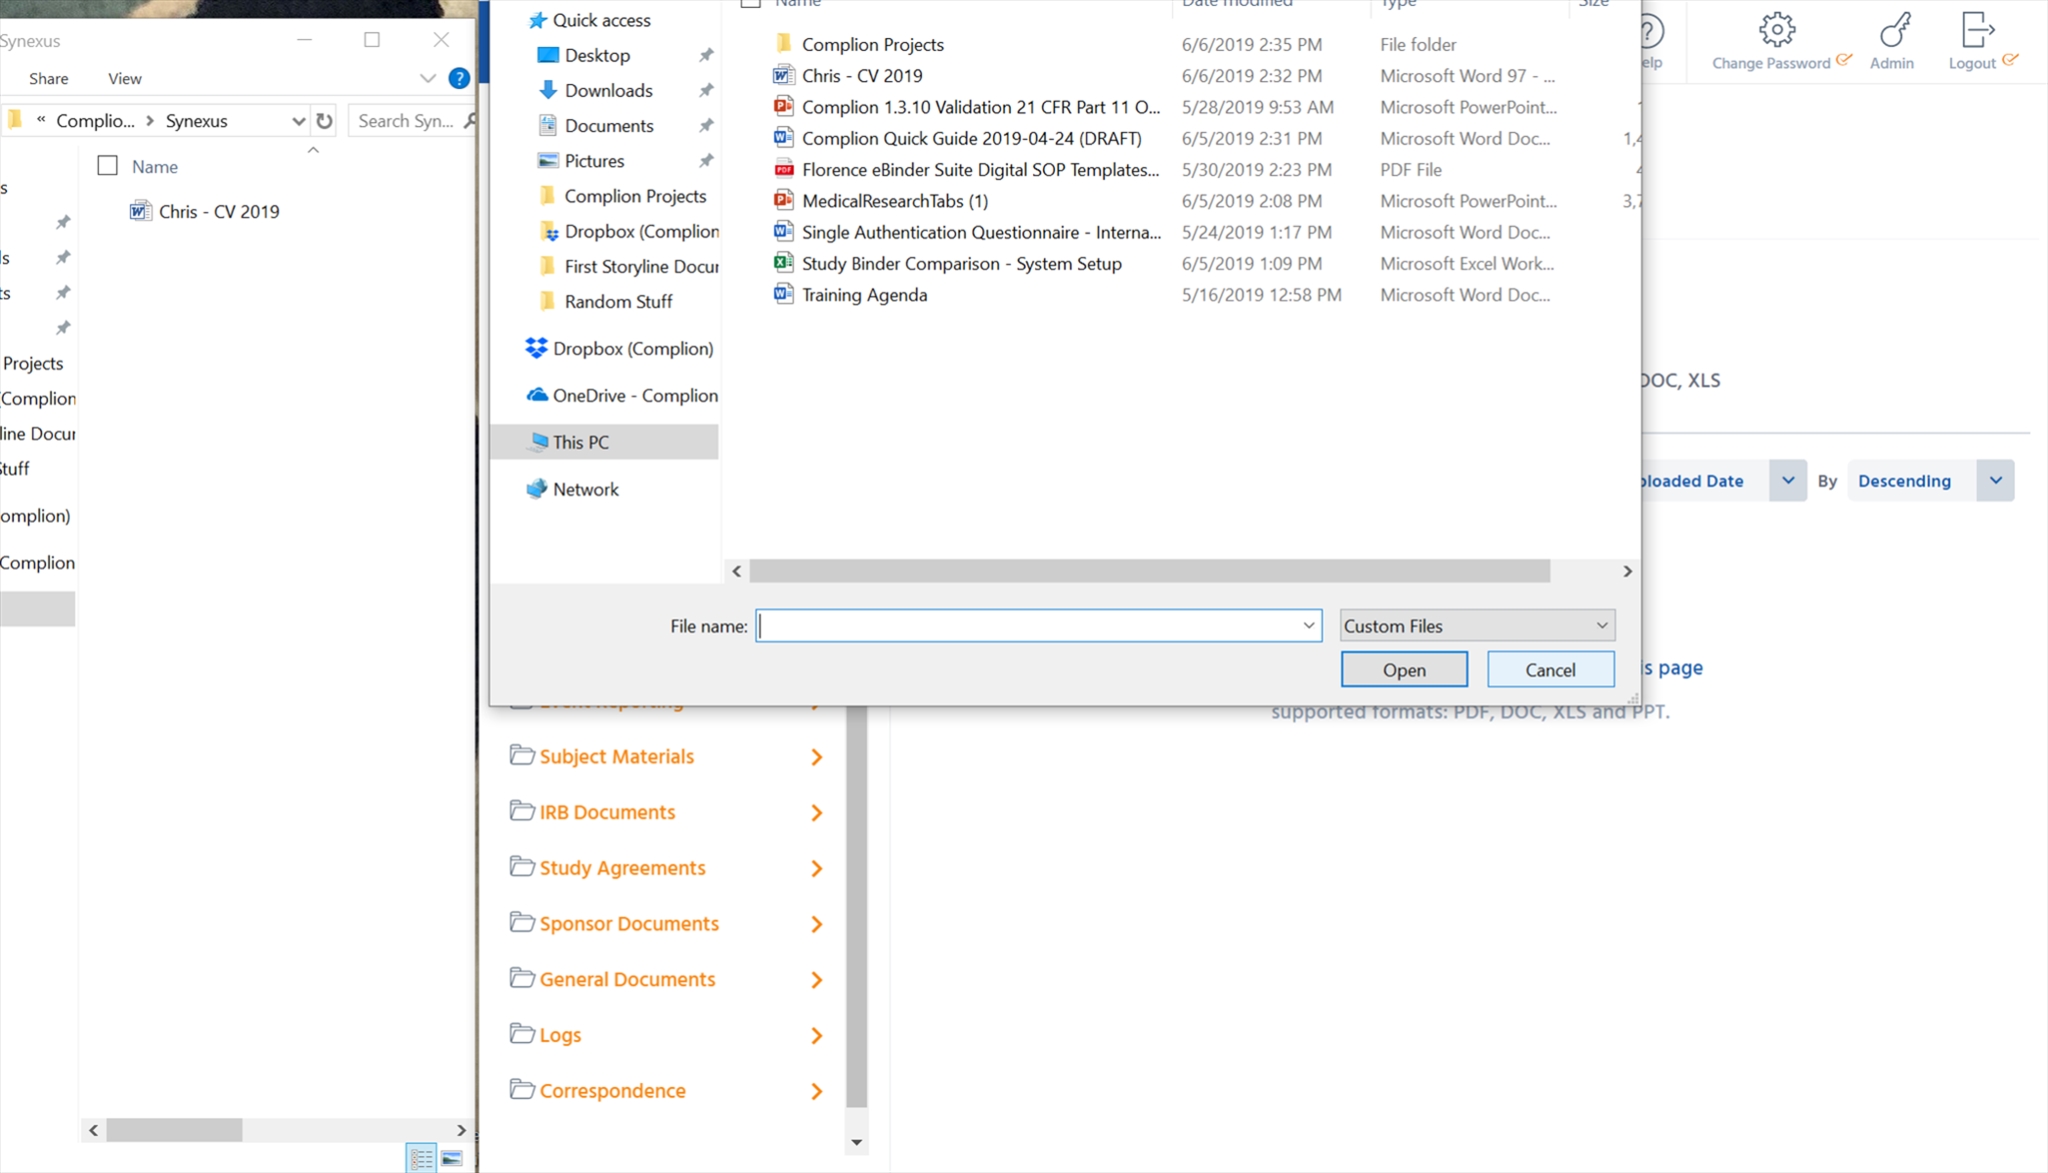 Synexus
Share View
« Complio... > Synexus
Search Syn...
Name
Chris - CV 2019
Projects
(Complion
line Docur
Stuff
omplion)
Complion
Quick access
Desktop
Downloads
Documents
Pictures
Complion Projects
Dropbox (Complion
First Storyline Docur
Random Stuff
Dropbox (Complion)
OneDrive - Complion
This PC
Network
Name Date modified Type Size
Complion Projects 6/6/2019 2:35 PM File folder
Chris - CV 2019 6/6/2019 2:32 PM Microsoft Word 97 - ...
Complion 1.3.10 Validation 21 CFR Part 11 O... 5/28/2019 9:53 AM Microsoft PowerPoint...
Complion Quick Guide 2019-04-24 (DRAFT) 6/5/2019 2:31 PM Microsoft Word Doc... 1,4
Florence eBinder Suite Digital SOP Templates... 5/30/2019 2:23 PM PDF File
MedicalResearchTabs (1) 6/5/2019 2:08 PM Microsoft PowerPoint... 3,7
Single Authentication Questionnaire - Interna... 5/24/2019 1:17 PM Microsoft Word Doc...
Study Binder Comparison - System Setup 6/5/2019 1:09 PM Microsoft Excel Work...
Training Agenda 5/16/2019 12:58 PM Microsoft Word Doc...
File name:
Custom Files
Open Cancel
elp
Change Password
Admin
Logout
DOC, XLS
ploaded Date By Descending
is page
supported formats: PDF, DOC, XLS and PPT.
Event Reporting
Subject Materials
IRB Documents
Study Agreements
Sponsor Documents
General Documents
Logs
Correspondence